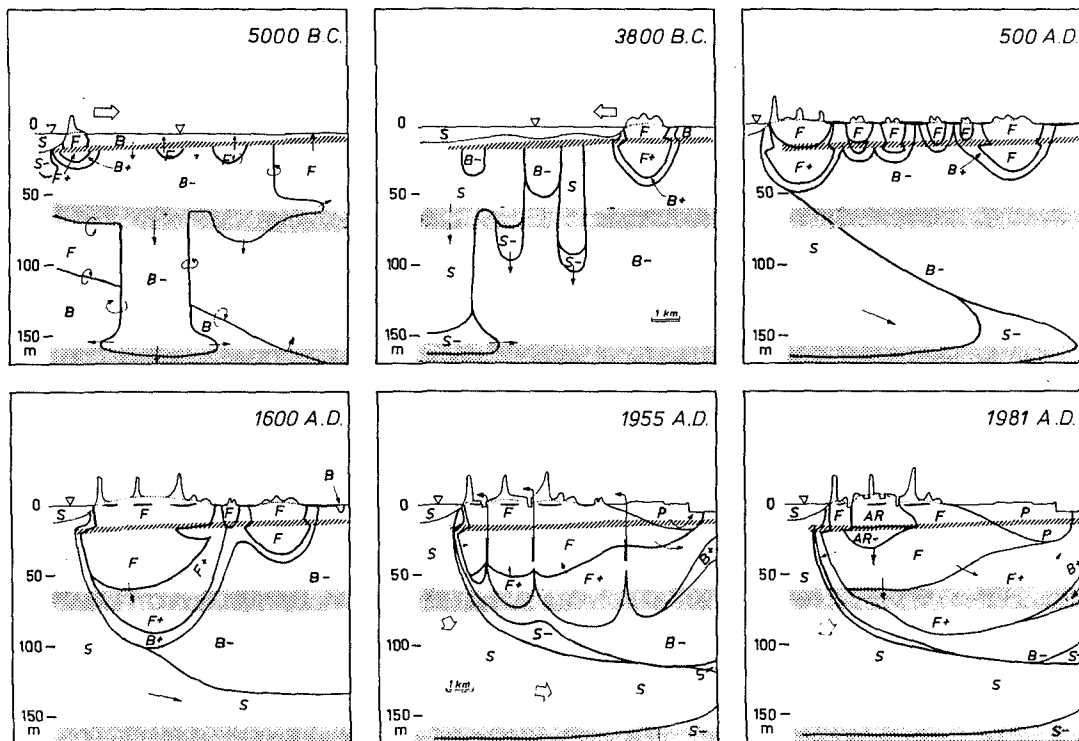 5000 B.C.
0
S
F
B
F
F
S-
F+
B+
B-
F
50
F
100
B-
B
B
150
m
3800 B.C.
0
S
F
B
B-
B-
F+
S
S
B+
50
S-
S
S-
B-
100
1 km
150
S-
m
500 A.D.
0
F
F
F
F
F
F
F+
B-
B+
50
S
B-
100
S-
150
m
1600 A.D.
B
0
S
F
F
F
F
F
50
B-
F+
B+
B-
100
S
S
150
m
1955 A.D.
0
S
F
P
S
F
50
F+
F+
S-
B-
100
S
S
1 km
150
S-
m
1981 A.D.
0
S
F
AR
F
P
AR-
P
F
50
S
F+
B+
F+
100
B-
S-
S
S
150
S-
m